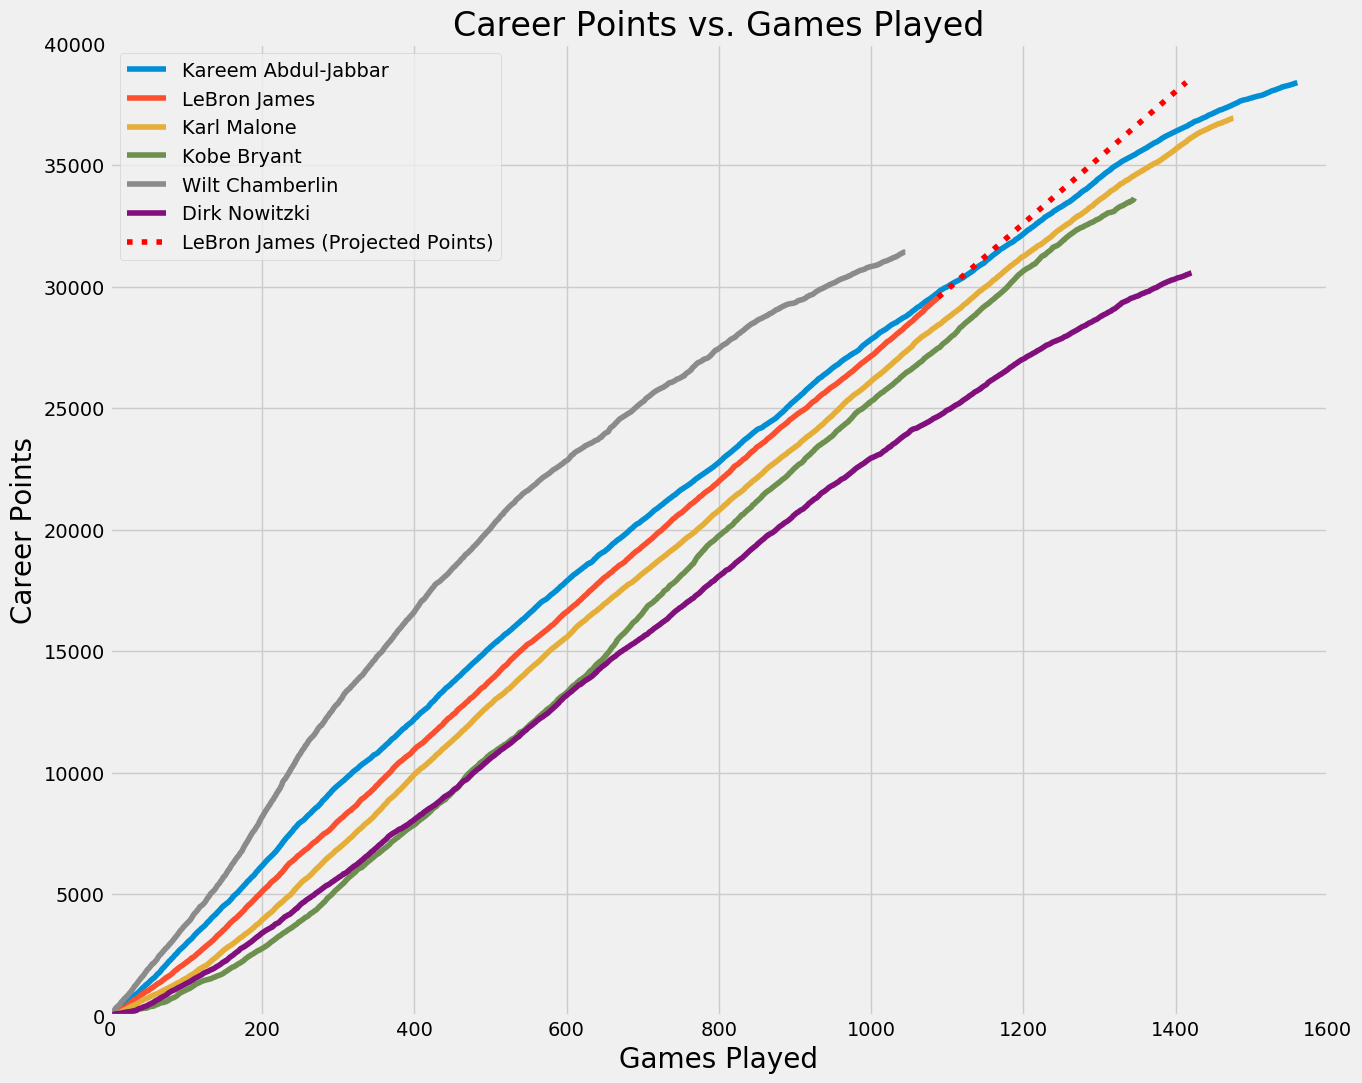 Career Points vs. Games Played
40000
35000
30000
25000
20000
15000
10000
5000
0
Career Points
Kareem Abdul-Jabbar
LeBron James
Karl Malone
Kobe Bryant
Wilt Chamberlin
Dirk Nowitzki
LeBron James (Projected Points)
0 200 400 600 800 1000 1200 1400 1600
Games Played